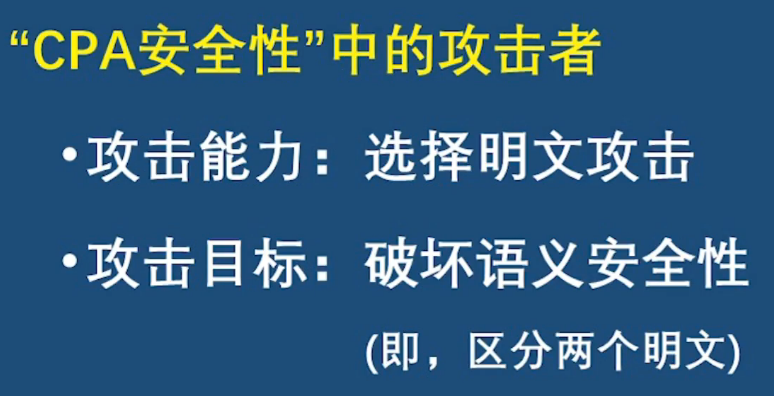 “CPA安全性”中的攻击者
•攻击能力：选择明文攻击
•攻击目标：破坏语义安全性
(即，区分两个明文)